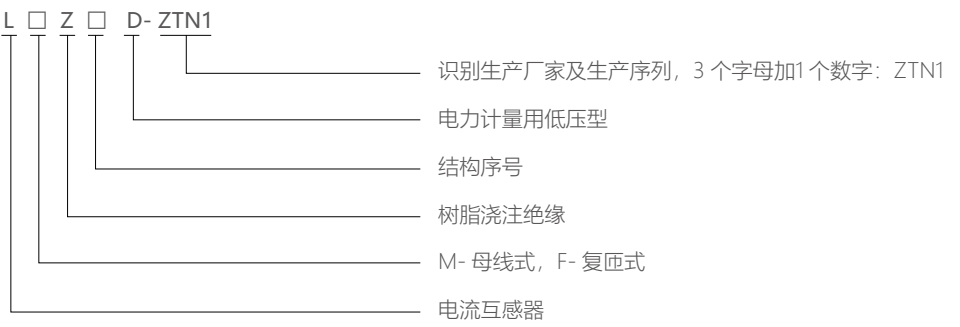 L □ Z □ D- ZTN1
识别生产厂家及生产序列，3 个字母加1个数字：ZTN1
电力计量用低压型
结构序号
树脂浇注绝缘
M- 母线式，F- 复匝式
电流互感器